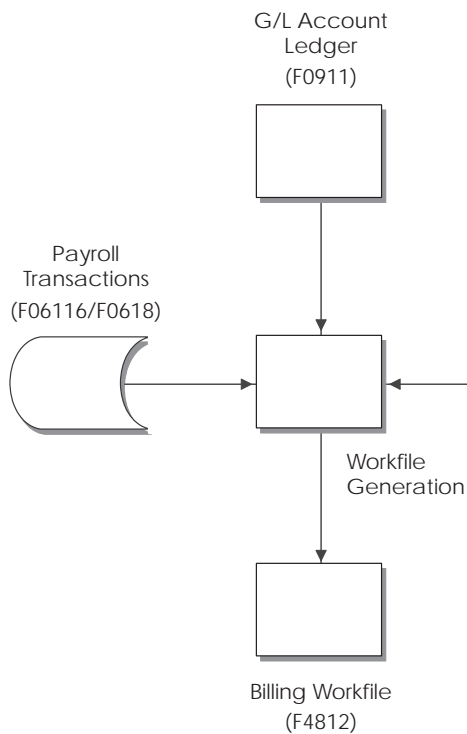 G/L Account
Ledger
(F0911)
Payroll
Transactions
(F06116/F0618)
Workfile
Generation
Billing Workfile
(F4812)